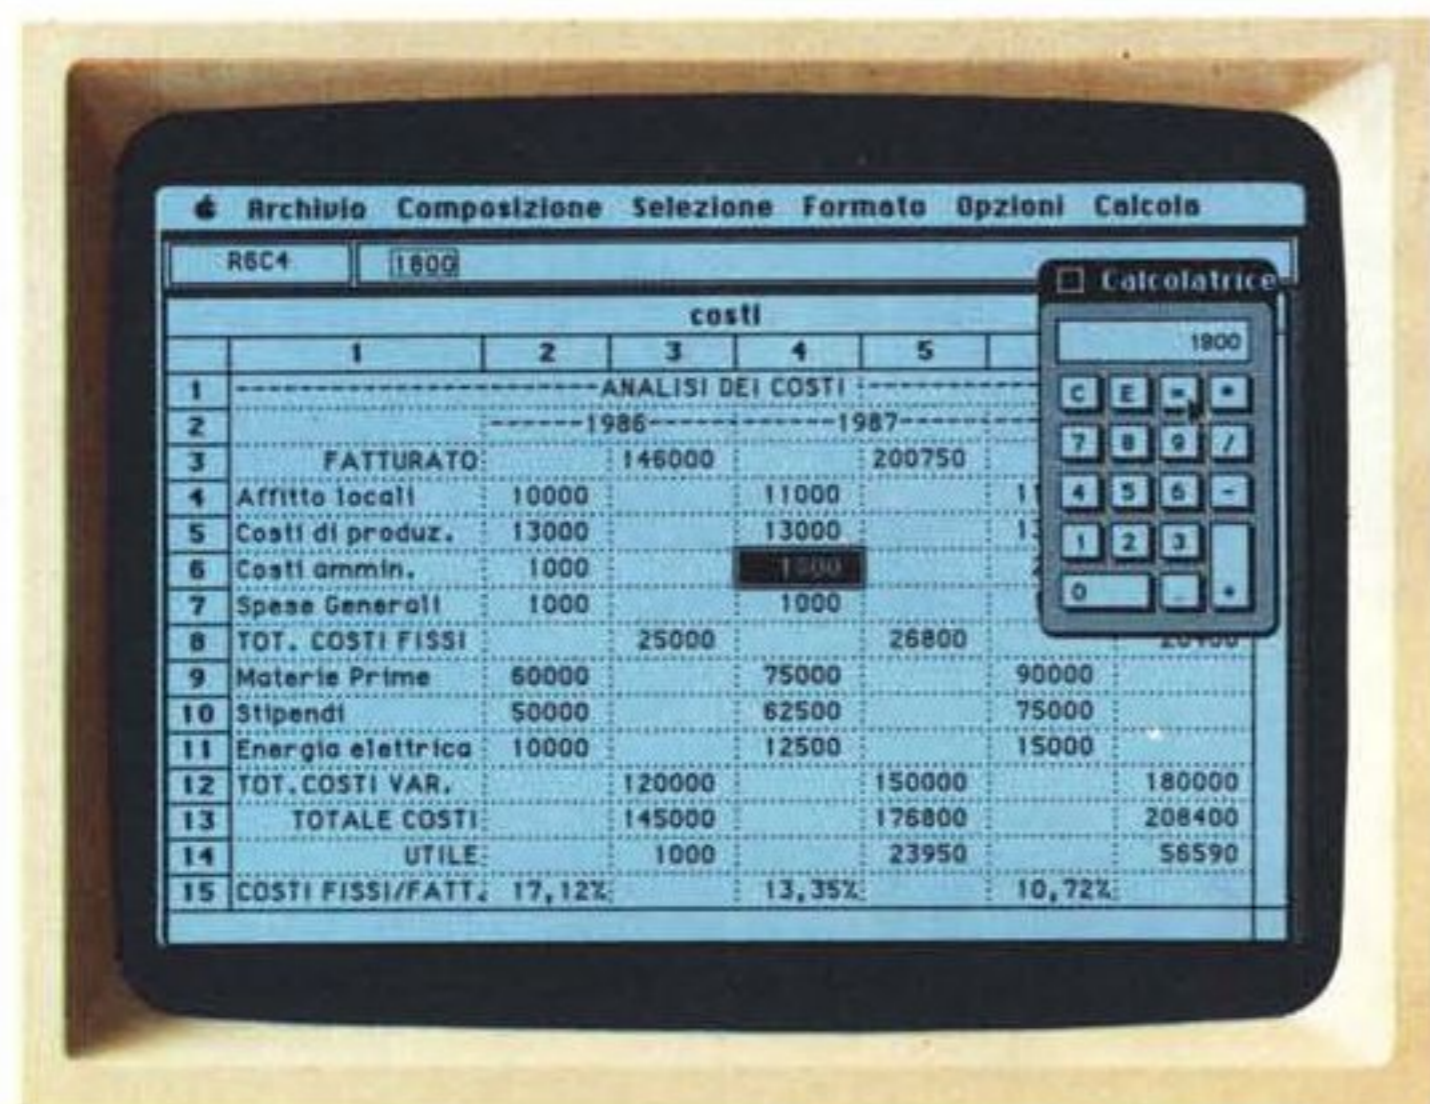 Archivio Composizione Selezione Formato Opzioni Calcola
R6C4 1800
Calcolatrice
1800
costi
1 2 3 4 5
1 ANALISI DEI COSTI
2 1986 1987
3 FATTURATO 146000 200750
4 Affitto locali 10000 11000
5 Costi di produz. 13000 13000
6 Costi ammin. 1000 1800
7 Spese Generali 1000 1000
8 TOT. COSTI FISSI 25000 26800
9 Materie Prime 60000 75000 90000
10 Stipendi 50000 62500 75000
11 Energia elettrica 10000 12500 15000
12 TOT.COSTI VAR. 120000 150000 180000
13 TOTALE COSTI 145000 176800 208400
14 UTILE 1000 23950 56590
15 COSTI FISSI/FATT. 17,12% 13,35% 10,72%
C E = *
7 8 9 /
4 5 6 -
1 2 3
0 . +